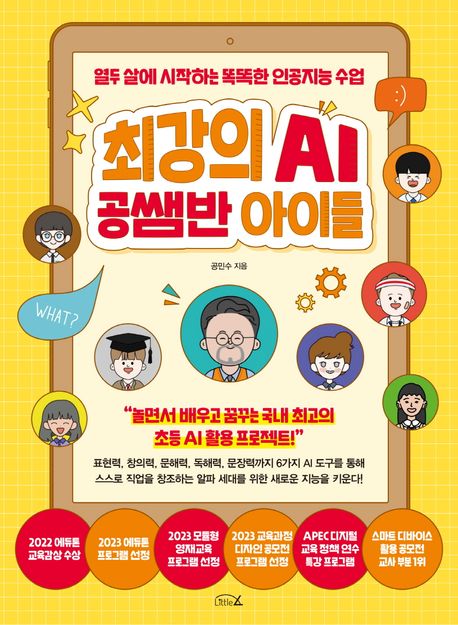 열두 살에 시작하는 똑똑한 인공지능 수업
:)
최강의 AI
공쌤반 아이들
공민수 지음
WHAT?
“놀면서 배우고 꿈꾸는 국내 최고의
초등 AI 활용 프로젝트!”
표현력, 창의력, 문해력, 독해력, 문장력까지 6가지 AI 도구를 통해
스스로 직업을 창조하는 알파 세대를 위한 새로운 지능을 키운다!
2022 에듀톤
교육감상 수상
2023 에듀톤
프로그램 선정
2023 모듈형
영재교육
프로그램 선정
2023 교육과정
디자인 공모전
프로그램 선정
APEC 디지털
교육 정책 연수
특강 프로그램
스마트 디바이스
활용 공모전
교사 부문 1위
Little